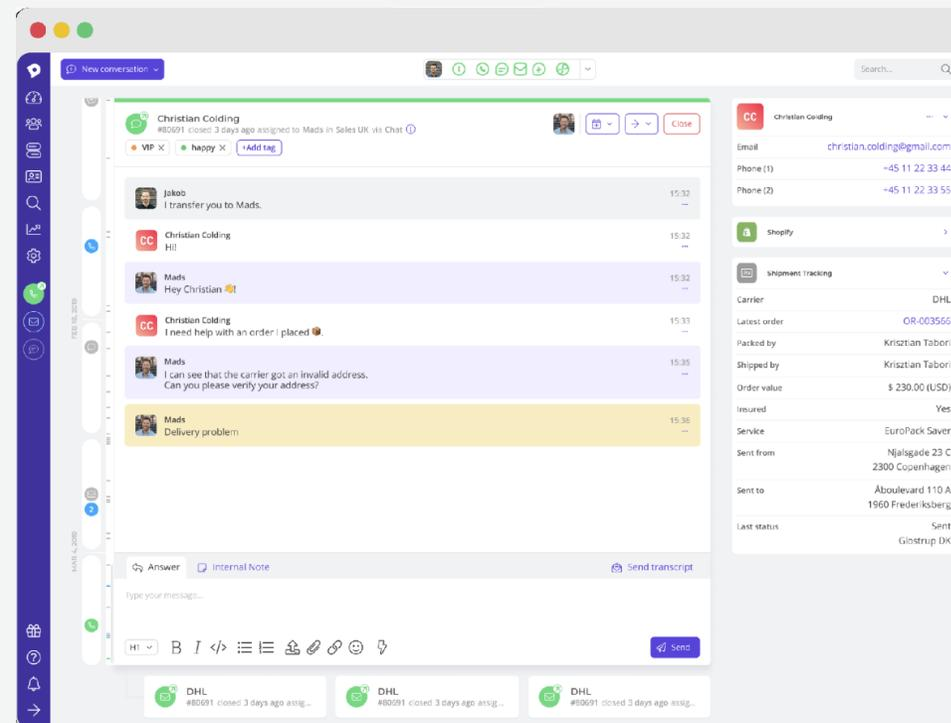 New conversation
Search...
Christian Colding
#80691 closed 3 days ago assigned to Mads in Sales UK via Chat
Close
VIP
happy
+Add tag
Jakob
15:32
I transfer you to Mads.
Christian Colding
15:32
Hi!
Mads
15:32
Hey Christian 👋!
Christian Colding
15:33
I need help with an order I placed 📦.
Mads
15:35
I can see that the carrier got an invalid address.
Can you please verify your address?
Mads
15:36
Delivery problem
FEB 18, 2019
MAR 4, 2019
2
Answer
Internal Note
Send transcript
Type your message...
H1
B I </>
Send
DHL
#80691 closed 3 days ago assig...
DHL
#80691 closed 3 days ago assig...
DHL
#80691 closed 3 days ago assig...
CC Christian Colding
Email christian.colding@gmail.com
Phone (1) +45 11 22 33 44
Phone (2) +45 11 22 33 55
Shopify
Shipment Tracking
Carrier DHL
Latest order OR-003566
Packed by Krisztian Tabori
Shipped by Krisztian Tabori
Order value $ 230.00 (USD)
Insured Yes
Service EuroPack Saver
Sent from Njalsgade 23 C
2300 Copenhagen
Sent to Åboulevard 110 A
1960 Frederiksberg
Last status Sent
Glostrup DK